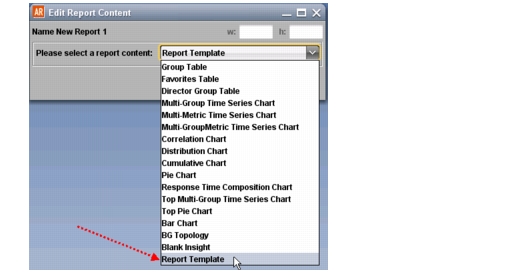 AR Edit Report Content
Name New Report 1 w: h:
Please select a report content: Report Template
Group Table
Favorites Table
Director Group Table
Multi-Group Time Series Chart
Multi-Metric Time Series Chart
Multi-GroupMetric Time Series Chart
Correlation Chart
Distribution Chart
Cumulative Chart
Pie Chart
Response Time Composition Chart
Top Multi-Group Time Series Chart
Top Pie Chart
Bar Chart
BG Topology
Blank Insight
Report Template